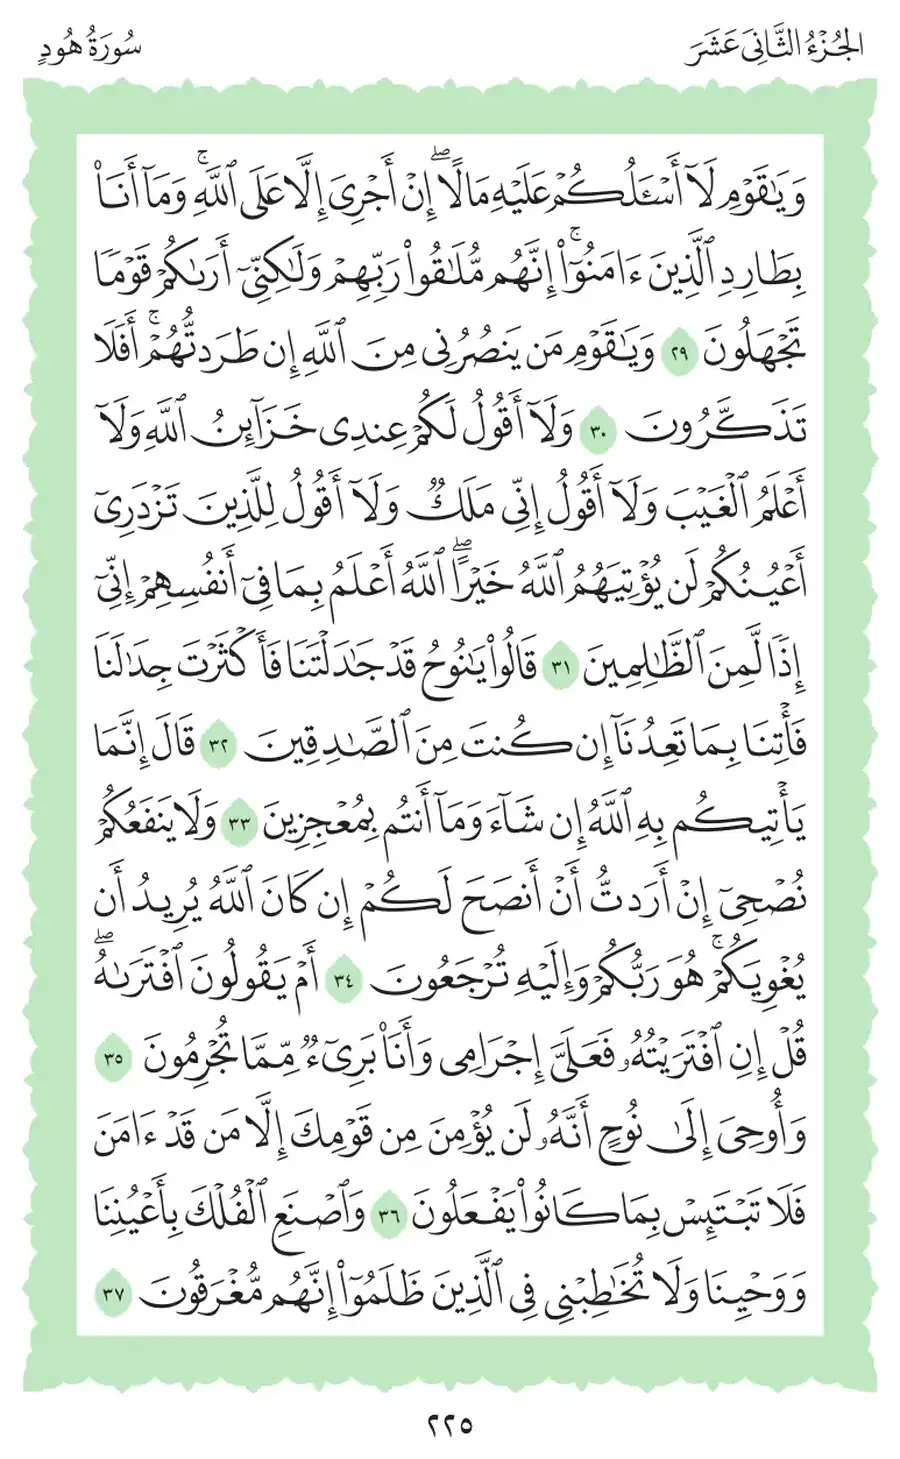 الجُزْءُ الثَّانِيَ عَشَرَ
سُورَةُ هُودٍ
وَيَٰقَوْمِ لَآ أَسْـَٔلُكُمْ عَلَيْهِ مَالًاۖ إِنْ أَجْرِىَ إِلَّا عَلَى ٱللَّهِۚ وَمَآ أَنَا۠
بِطَارِدِ ٱلَّذِينَ ءَامَنُوٓا۟ۚ إِنَّهُم مُّلَٰقُوا۟ رَبِّهِمْ وَلَٰكِنِّىٓ أَرَىٰكُمْ قَوْمًا
تَجْهَلُونَ ٢٩ وَيَٰقَوْمِ مَن يَنصُرُنِى مِنَ ٱللَّهِ إِن طَرَدتُّهُمْۚ أَفَلَا
تَذَكَّرُونَ ٣٠ وَلَآ أَقُولُ لَكُمْ عِندِى خَزَآئِنُ ٱللَّهِ وَلَآ
أَعْلَمُ ٱلْغَيْبَ وَلَآ أَقُولُ إِنِّى مَلَكٌ وَلَآ أَقُولُ لِلَّذِينَ تَزْدَرِىٓ
أَعْيُنُكُمْ لَن يُؤْتِيَهُمُ ٱللَّهُ خَيْرًاۖ ٱللَّهُ أَعْلَمُ بِمَا فِىٓ أَنفُسِهِمْ إِنِّىٓ
إِذًا لَّمِنَ ٱلظَّٰلِمِينَ ٣١ قَالُوا۟ يَٰنُوحُ قَدْ جَٰدَلْتَنَا فَأَكْثَرْتَ جِدَٰلَنَا
فَأْتِنَا بِمَا تَعِدُنَآ إِن كُنتَ مِنَ ٱلصَّٰدِقِينَ ٣٢ قَالَ إِنَّمَا
يَأْتِيكُم بِهِ ٱللَّهُ إِن شَآءَ وَمَآ أَنتُم بِمُعْجِزِينَ ٣٣ وَلَا يَنفَعُكُمْ
نُصْحِىٓ إِنْ أَرَدتُّ أَنْ أَنصَحَ لَكُمْ إِن كَانَ ٱللَّهُ يُرِيدُ أَن
يُغْوِيَكُمْۚ هُوَ رَبُّكُمْ وَإِلَيْهِ تُرْجَعُونَ ٣٤ أَمْ يَقُولُونَ ٱفْتَرَىٰهُۖ
قُلْ إِنِ ٱفْتَرَيْتُهُۥ فَعَلَىَّ إِجْرَامِى وَأَنَا۠ بَرِىٓءٌ مِّمَّا تُجْرِمُونَ ٣٥
وَأُوحِىَ إِلَىٰ نُوحٍ أَنَّهُۥ لَن يُؤْمِنَ مِن قَوْمِكَ إِلَّا مَن قَدْ ءَامَنَ
فَلَا تَبْتَئِسْ بِمَا كَانُوا۟ يَفْعَلُونَ ٣٦ وَٱصْنَعِ ٱلْفُلْكَ بِأَعْيُنِنَا
وَوَحْيِنَا وَلَا تُخَٰطِبْنِى فِى ٱلَّذِينَ ظَلَمُوٓا۟ إِنَّهُم مُّغْرَقُونَ ٣٧
٢٢٥